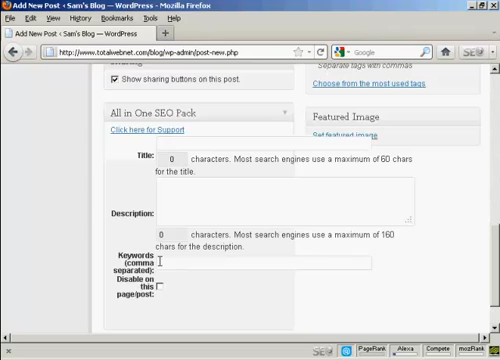 Add New Post ‹ Sam's Blog — WordPress — Mozilla Firefox
File Edit View History Bookmarks Tools Help
Add New Post ‹ Sam's Blog — WordPress
http://www.totalwebnet.com/blog/wp-admin/post-new.php
Google
Separate tags with commas
Show sharing buttons on this post.
Choose from the most used tags
All in One SEO Pack
Featured Image
Click here for Support
Set featured image
Title:
0 characters. Most search engines use a maximum of 60 chars
for the title.
Description:
0 characters. Most search engines use a maximum of 160
chars for the description.
Keywords
(comma
separated):
Disable on
this
page/post:
PageRank
Alexa
Compete
mozRank